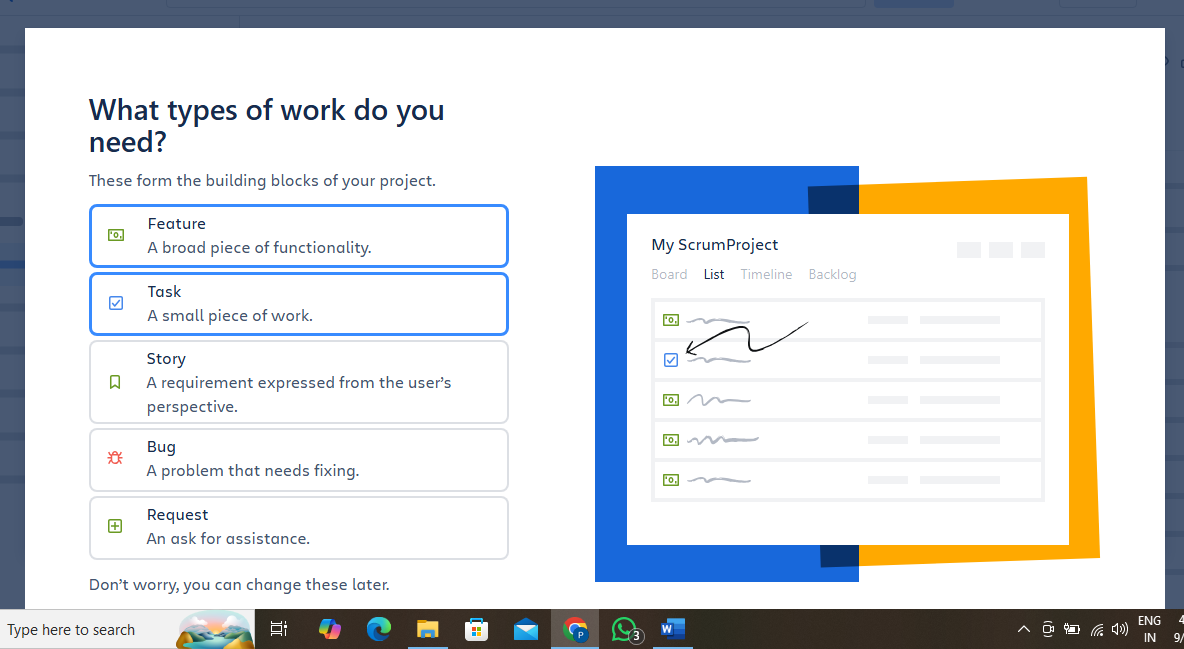 What types of work do you
need?
These form the building blocks of your project.
Feature
A broad piece of functionality.
Task
A small piece of work.
Story
A requirement expressed from the user's
perspective.
Bug
A problem that needs fixing.
Request
An ask for assistance.
Don't worry, you can change these later.
My ScrumProject
Board List Timeline Backlog
Type here to search
P
3
W
ENG
IN